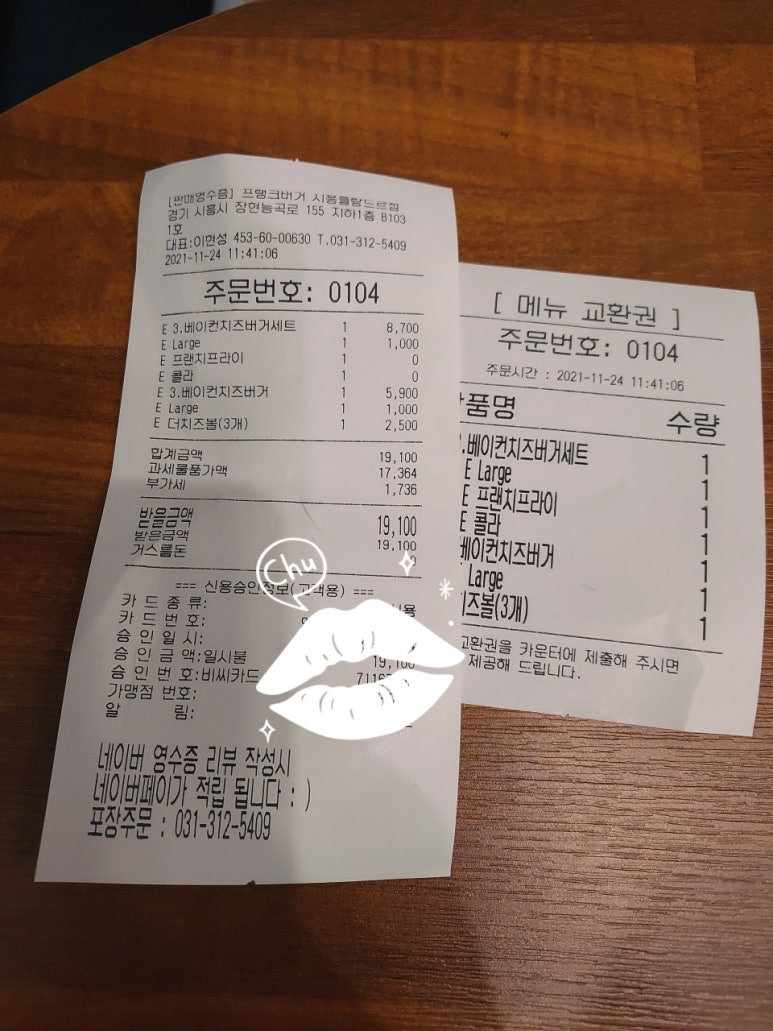 [판매영수증] 프랭크버거 시흥능곡점
경기 시흥시 장현능곡로 155 지하1층 B103
1호
대표:이현성 453-60-00630 T.031-312-5409
2021-11-24 11:41:06
주문번호: 0104
E 3.베이컨치즈버거세트 1 8,700
E Large 1 1,000
E 프랜치프라이 1 0
E 콜라 1 0
E 3.베이컨치즈버거 1 5,900
E Large 1 1,000
E 더치즈볼(3개) 1 2,500
합계금액 19,100
과세물품가액 17,364
부가세 1,736
받을금액 19,100
받은금액 19,100
거스름돈 0
Chu
=== 신용승인정보(고객용) ===
카 드 종 류:
카 드 번 호:
승 인 일 시:
승 인 금 액:일시불 19,100
승 인 번 호:비씨카드
가맹점 번호:
알 림:
네이버 영수증 리뷰 작성시
네이버페이가 적립 됩니다 : )
포장주문 : 031-312-5409
[ 메뉴 교환권 ]
주문번호: 0104
주문시간 : 2021-11-24 11:41:06
품명 수량
.베이컨치즈버거세트 1
E Large 1
E 프랜치프라이 1
E 콜라 1
베이컨치즈버거 1
Large 1
치즈볼(3개) 1
교환권을 카운터에 제출해 주시면
제공해 드립니다.